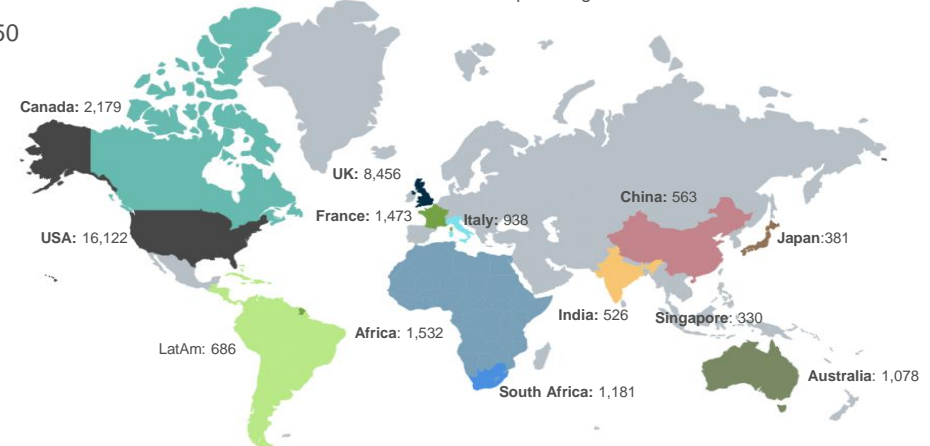 Canada: 2,179
UK: 8,456
China: 563
France: 1,473
Italy: 938
USA: 16,122
Japan:381
India: 526
Singapore: 330
Africa: 1,532
LatAm: 686
Australia: 1,078
South Africa: 1,181